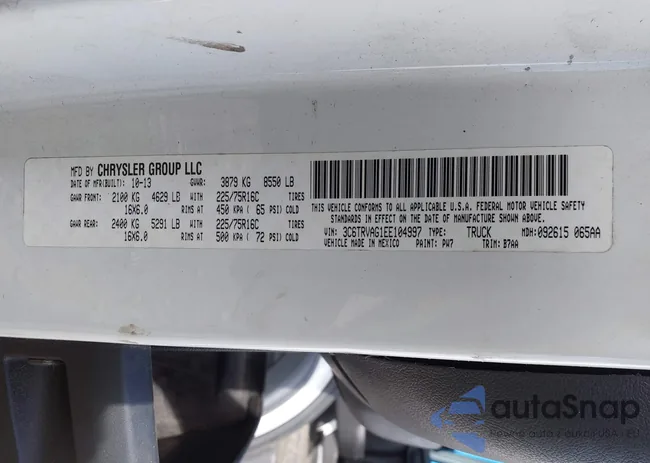 MFD BY CHRYSLER GROUP LLC
DATE OF MFR(BUILT): 10-13 GVWR: 3879 KG 8550 LB
GAWR FRONT: 2100 KG 4629 LB WITH 225/75R16C TIRES
16X6.0 RIMS AT 450 KPA ( 65 PSI) COLD
GAWR REAR: 2400 KG 5291 LB WITH 225/75R16C TIRES
16X6.0 RIMS AT 500 KPA ( 72 PSI) COLD
THIS VEHICLE CONFORMS TO ALL APPLICABLE U.S.A. FEDERAL MOTOR VEHICLE SAFETY
STANDARDS IN EFFECT ON THE DATE OF MANUFACTURE SHOWN ABOVE.
VIN: 3C6TRVAG1EE104997 TYPE: TRUCK MDH: 092615 065AA
VEHICLE MADE IN MEXICO PAINT: PW7 TRIM: B7AA
autaSnap